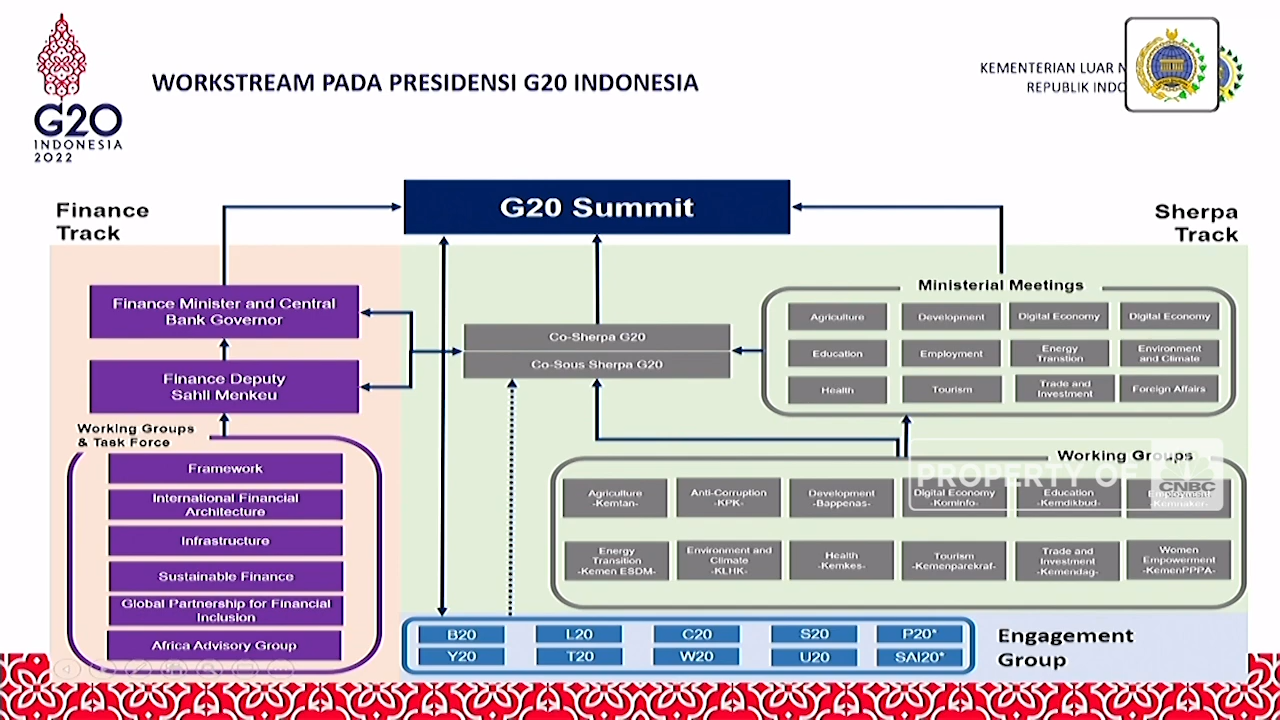 G20
INDONESIA
2022
WORKSTREAM PADA PRESIDENSI G20 INDONESIA
KEMENTERIAN LUAR
REPUBLIK
Finance
Track
G20 Summit
Sherpa
Track
Finance Minister and Central
Bank Governor
Finance Deputy
Sahli Menkeu
Working Groups
& Task Force
Framework
International Financial
Architecture
Infrastructure
Sustainable Finance
Global Partnership for Financial
Inclusion
Africa Advisory Group
Co-Sherpa G20
Co-Sous Sherpa G20
Ministerial Meetings
Agriculture
Development
Digital Economy
Digital Economy
Education
Employment
Energy
Transtion
Environment
and Climate
Health
Tourism
Trade and
Investment
Foreign Affairs
Working Groups
PROPERTY OF
CNBC
Agriculture
-Kemtan-
Anti-Corruption
-KPK-
Development
-Bappenas-
Digital Economy
-Kominfo-
Education
-Kemdikbud-
Employment
-Kemnaker-
Energy
Transition
-Kemen ESDM-
Environment and
Climate
-KLHK-
Health
-Kemkes-
Tourism
-Kemenparekraf-
Trade and
Investment
-Kemendag-
Women
Empowerment
-KemenPPPA-
B20
L20
C20
S20
P20*
Y20
T20
W20
U20
SAI20*
Engagement
Group